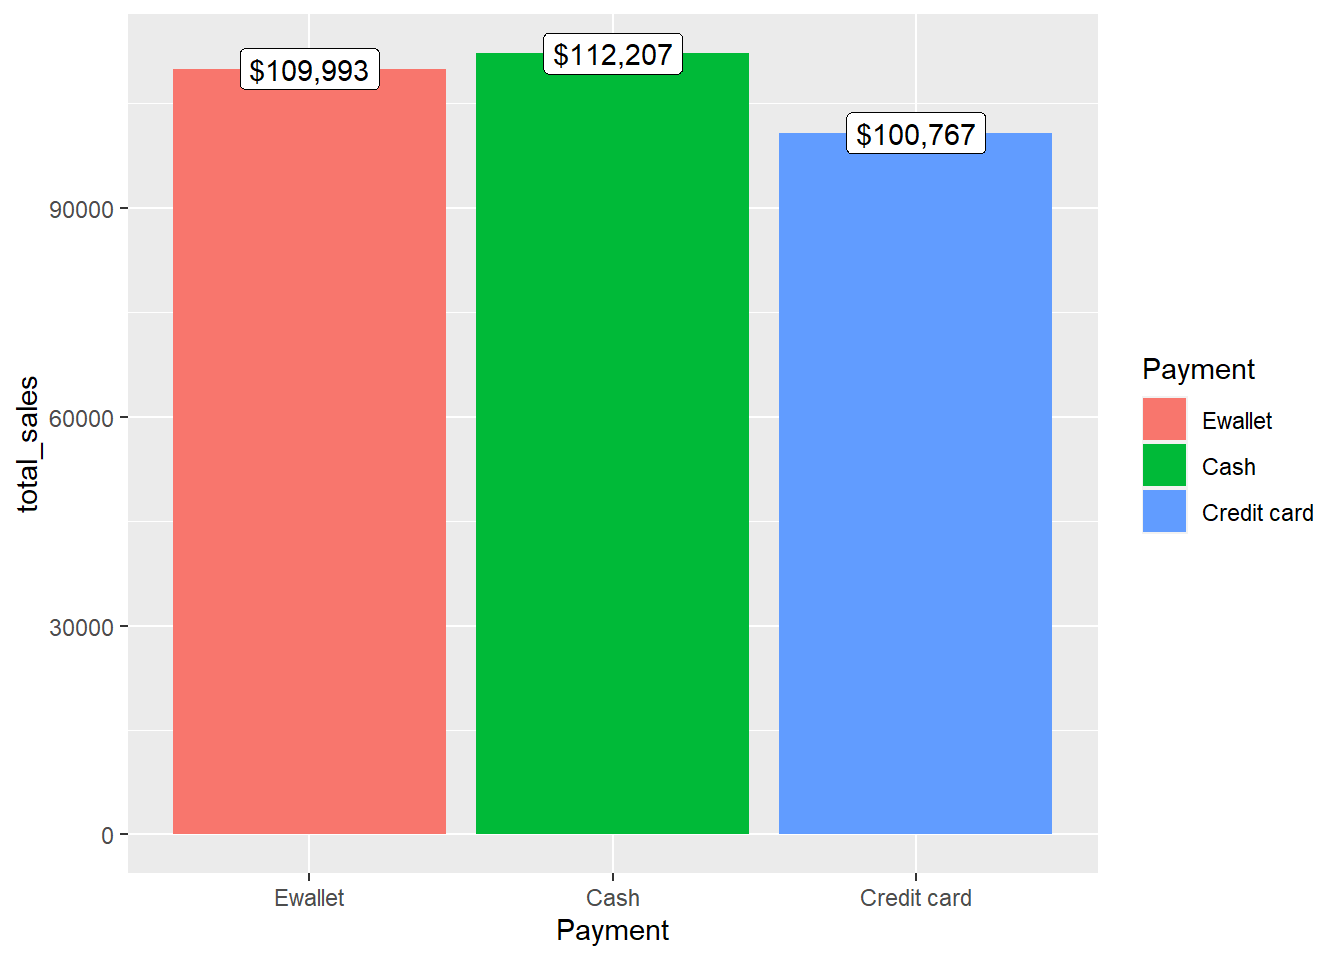 $109,993
$112,207
$100,767
90000
60000
30000
0
total_sales
Ewallet
Cash
Credit card
Payment
Payment
Ewallet
Cash
Credit card